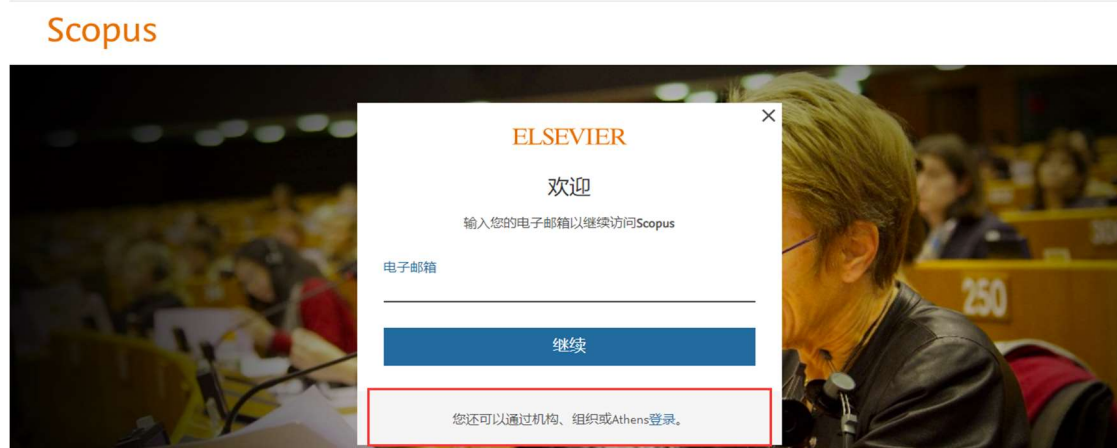 Scopus
ELSEVIER
欢迎
输入您的电子邮箱以继续访问Scopus
电子邮箱
250
继续
您还可以通过机构、组织或Athens登录。